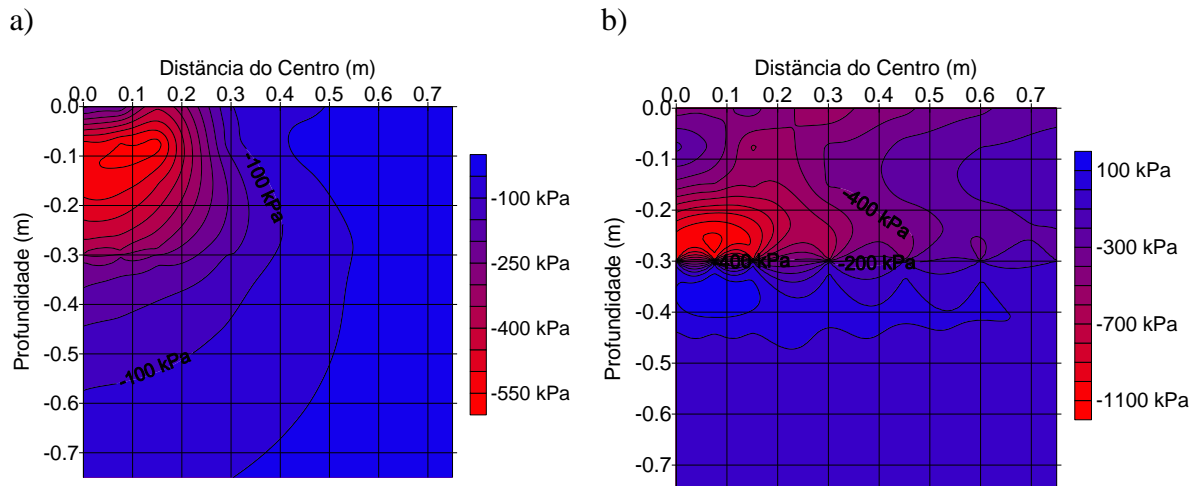 a)
Distância do Centro (m)
0.0 0.1 0.2 0.3 0.4 0.5 0.6 0.7
0.0
-0.1
-0.2
-0.3
-0.4
-0.5
-0.6
-0.7
Profundidade (m)
-100 kPa
-100 kPa
-100 kPa
-250 kPa
-400 kPa
-550 kPa
b)
Distância do Centro (m)
0.0 0.1 0.2 0.3 0.4 0.5 0.6 0.7
0.0
-0.1
-0.2
-0.3
-0.4
-0.5
-0.6
-0.7
Profundidade (m)
-400 kPa
-400 kPa
-200 kPa
100 kPa
-300 kPa
-700 kPa
-1100 kPa